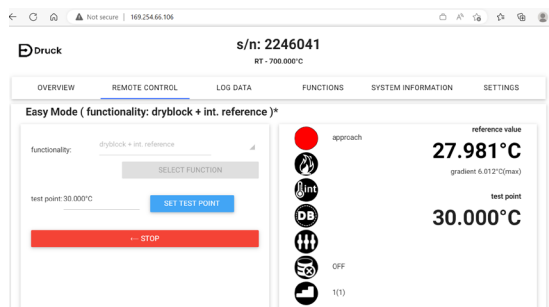 Not secure | 169.254.66.106
Druck
s/n: 2246041
RT - 700.000°C
OVERVIEW REMOTE CONTROL LOG DATA FUNCTIONS SYSTEM INFORMATION SETTINGS
Easy Mode ( functionality: dryblock + int. reference )*
functionality: dryblock + int. reference
SELECT FUNCTION
test point: 30.000°C SET TEST POINT
← STOP
approach
reference value
27.981°C
gradient 6.012°C(max)
int
test point
DB
30.000°C
OFF
1(1)